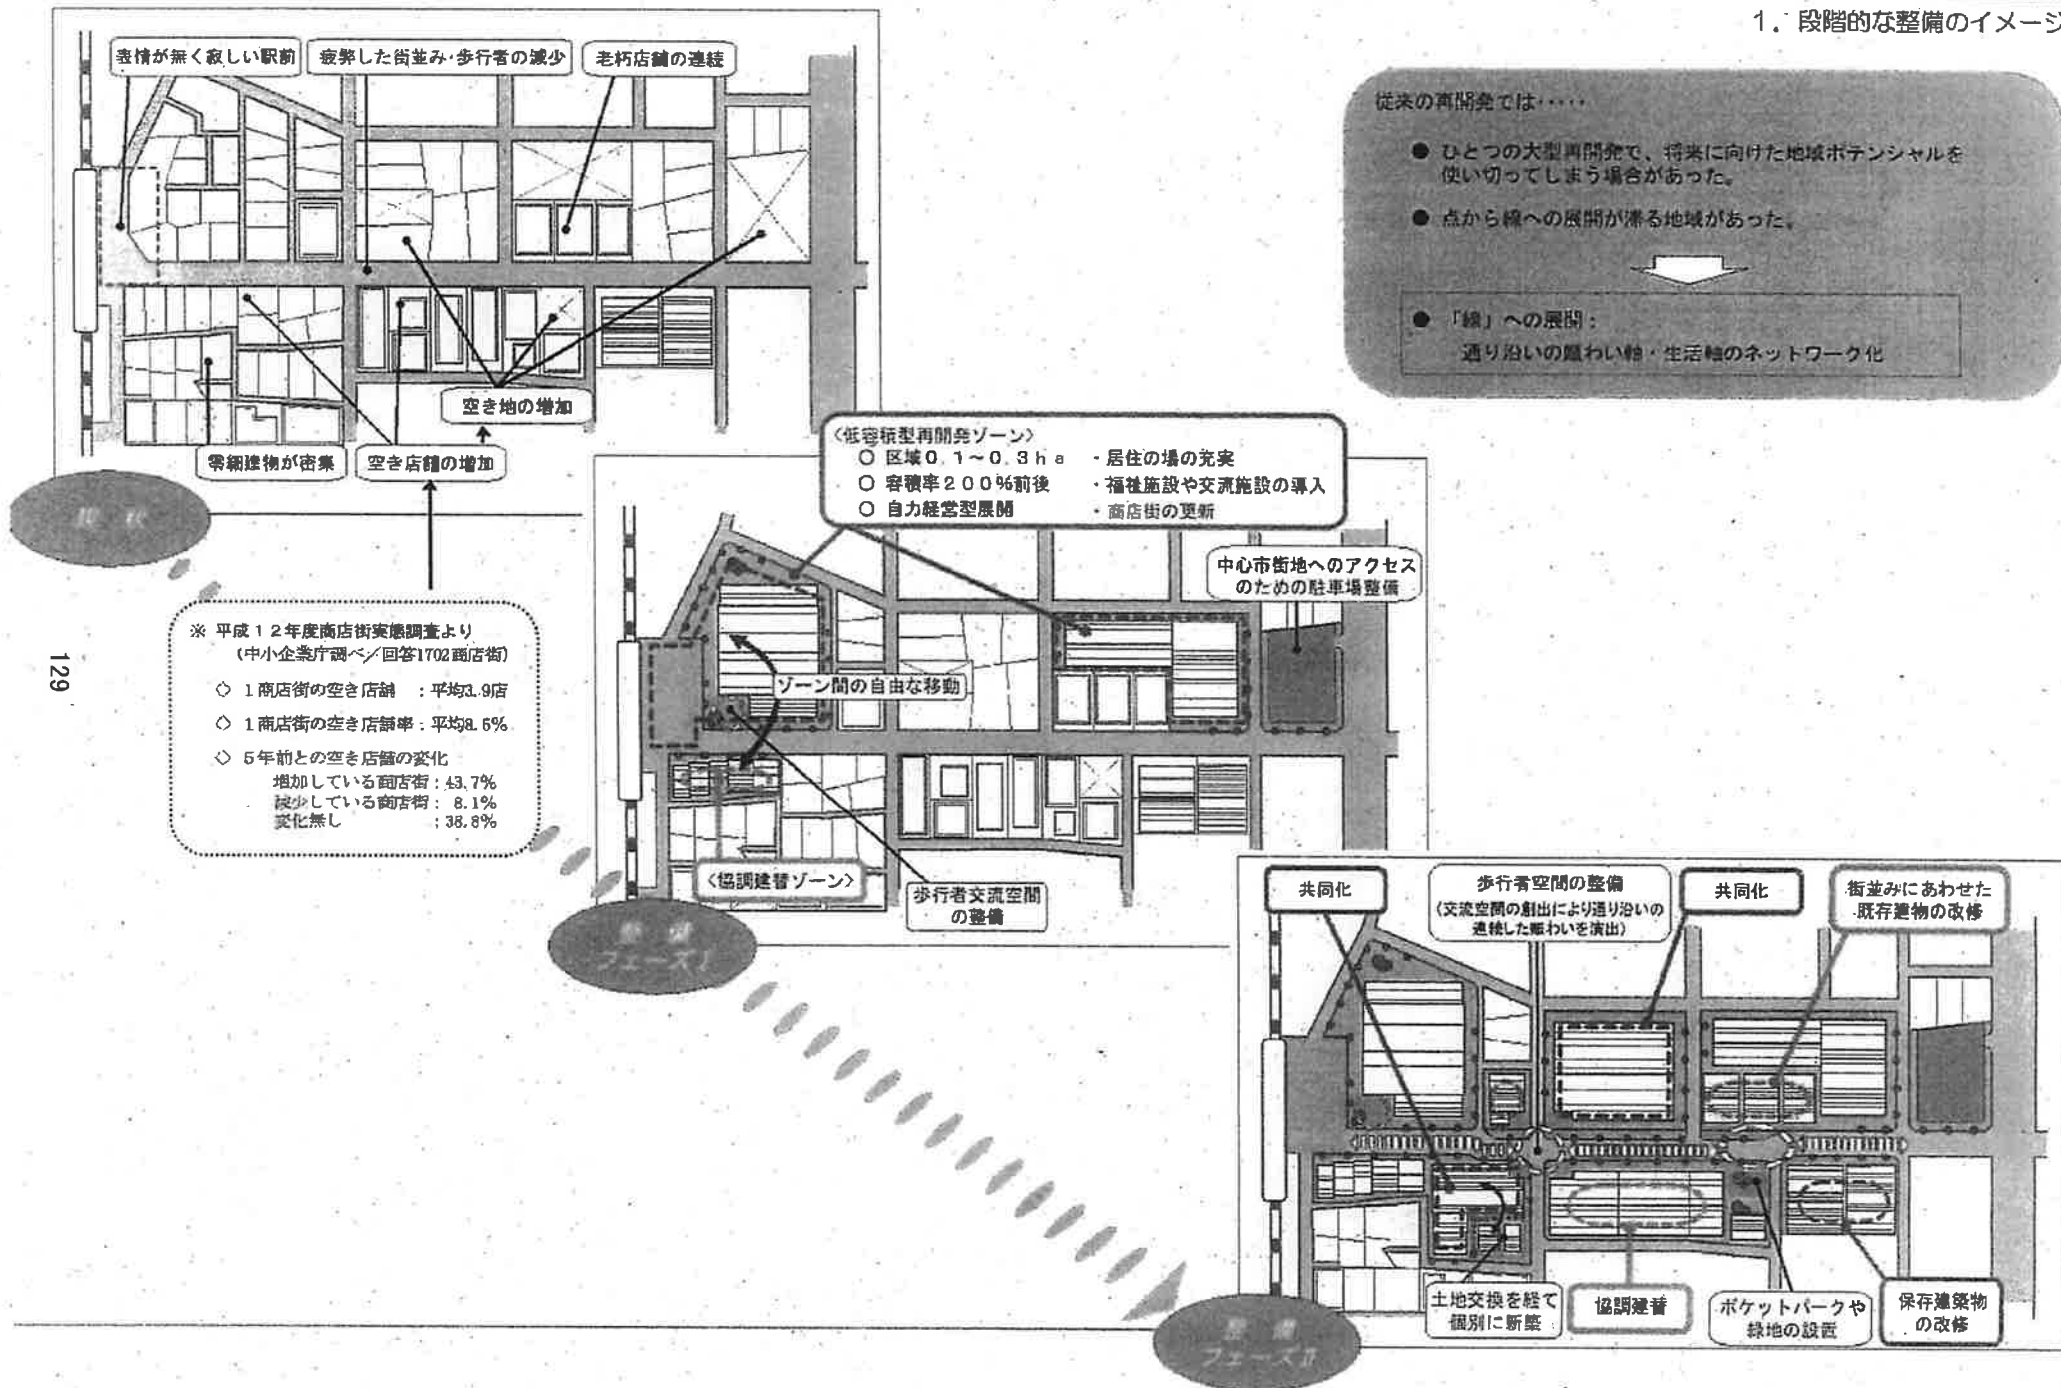 1. 段階的な整備のイメージ
表情が無く寂しい駅前
疲弊した街並み・歩行者の減少
老朽店舗の連続
零細建物が密集
空き店舗の増加
空き地の増加
現状
従来の再開発では・・・・・
● ひとつの大型再開発で、将来に向けた地域ポテンシャルを
使い切ってしまう場合があった。
● 点から線への展開が滞る地域があった。
● 「線」への展開：
通り沿いの賑わい軸・生活軸のネットワーク化
※ 平成12年度商店街実態調査より
（中小企業庁調べ／回答1702商店街）
◇ 1商店街の空き店舗 ：平均3.9店
◇ 1商店街の空き店舗率：平均8.5%
◇ 5年前との空き店舗の変化
増加している商店街：43.7%
減少している商店街： 8.1%
変化無し ：38.8%
129
〈低容積型再開発ゾーン〉
○ 区域0.1～0.3ha ・居住の場の充実
○ 容積率200%前後 ・福祉施設や交流施設の導入
○ 自力経営型展開 ・商店街の更新
中心市街地へのアクセス
のための駐車場整備
ゾーン間の自由な移動
〈協調建替ゾーン〉
歩行者交流空間
の整備
整備
フェーズⅠ
共同化
歩行者空間の整備
（交流空間の創出により通り沿いの
連続した賑わいを演出）
共同化
街並みにあわせた
既存建物の改修
土地交換を経て
個別に新築
協調建替
ポケットパークや
緑地の設置
保存建築物
の改修
整備
フェーズⅡ